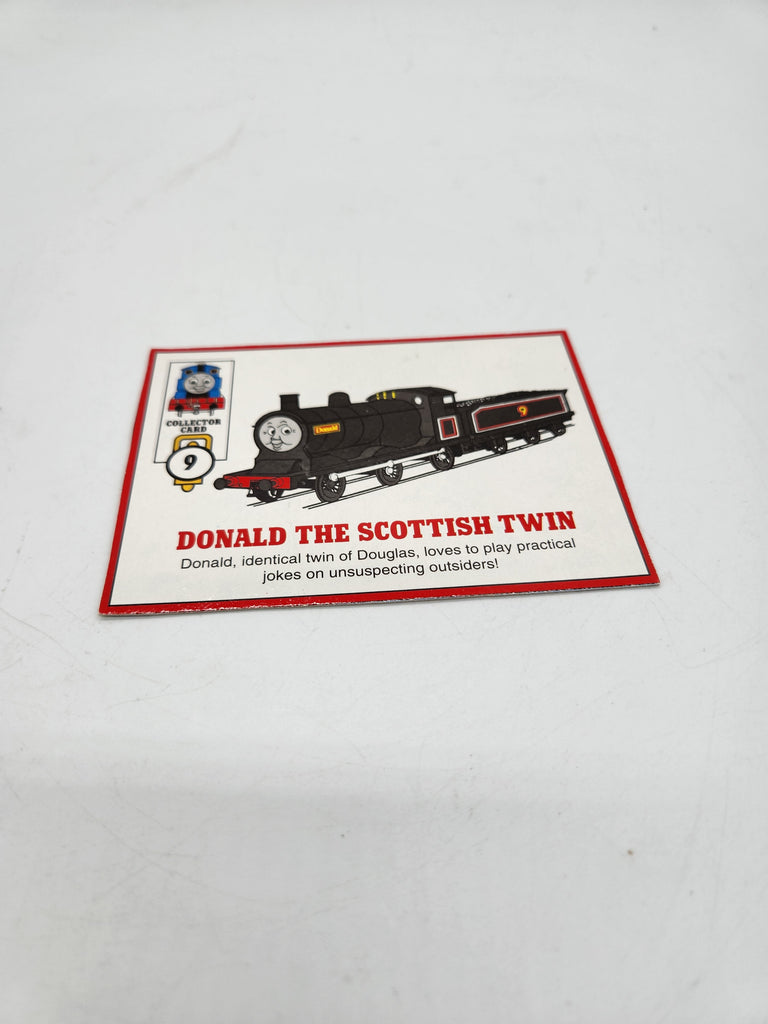 COLLECTOR
CARD
9
Donald
9
DONALD THE SCOTTISH TWIN
Donald, identical twin of Douglas, loves to play practical
jokes on unsuspecting outsiders!